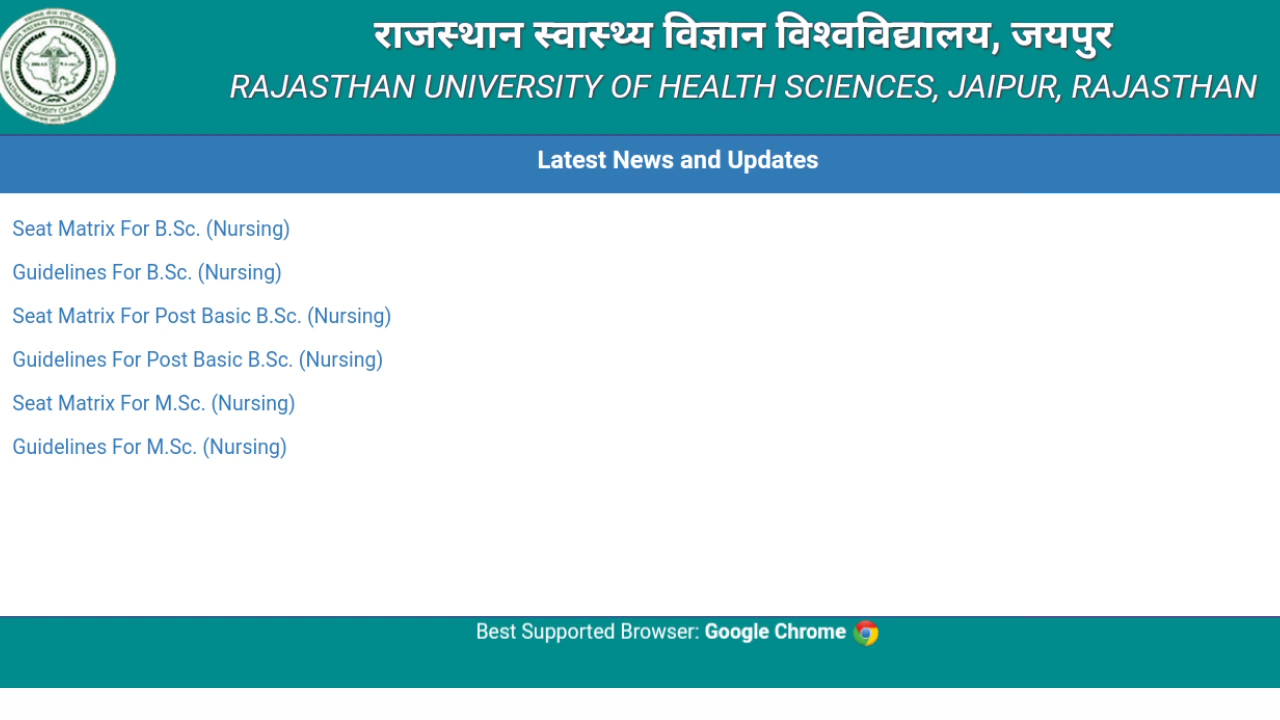 राजस्थान स्वास्थ्य विज्ञान विश्वविद्यालय, जयपुर
RAJASTHAN UNIVERSITY OF HEALTH SCIENCES, JAIPUR, RAJASTHAN
Latest News and Updates
Seat Matrix For B.Sc. (Nursing)
Guidelines For B.Sc. (Nursing)
Seat Matrix For Post Basic B.Sc. (Nursing)
Guidelines For Post Basic B.Sc. (Nursing)
Seat Matrix For M.Sc. (Nursing)
Guidelines For M.Sc. (Nursing)
Best Supported Browser: Google Chrome